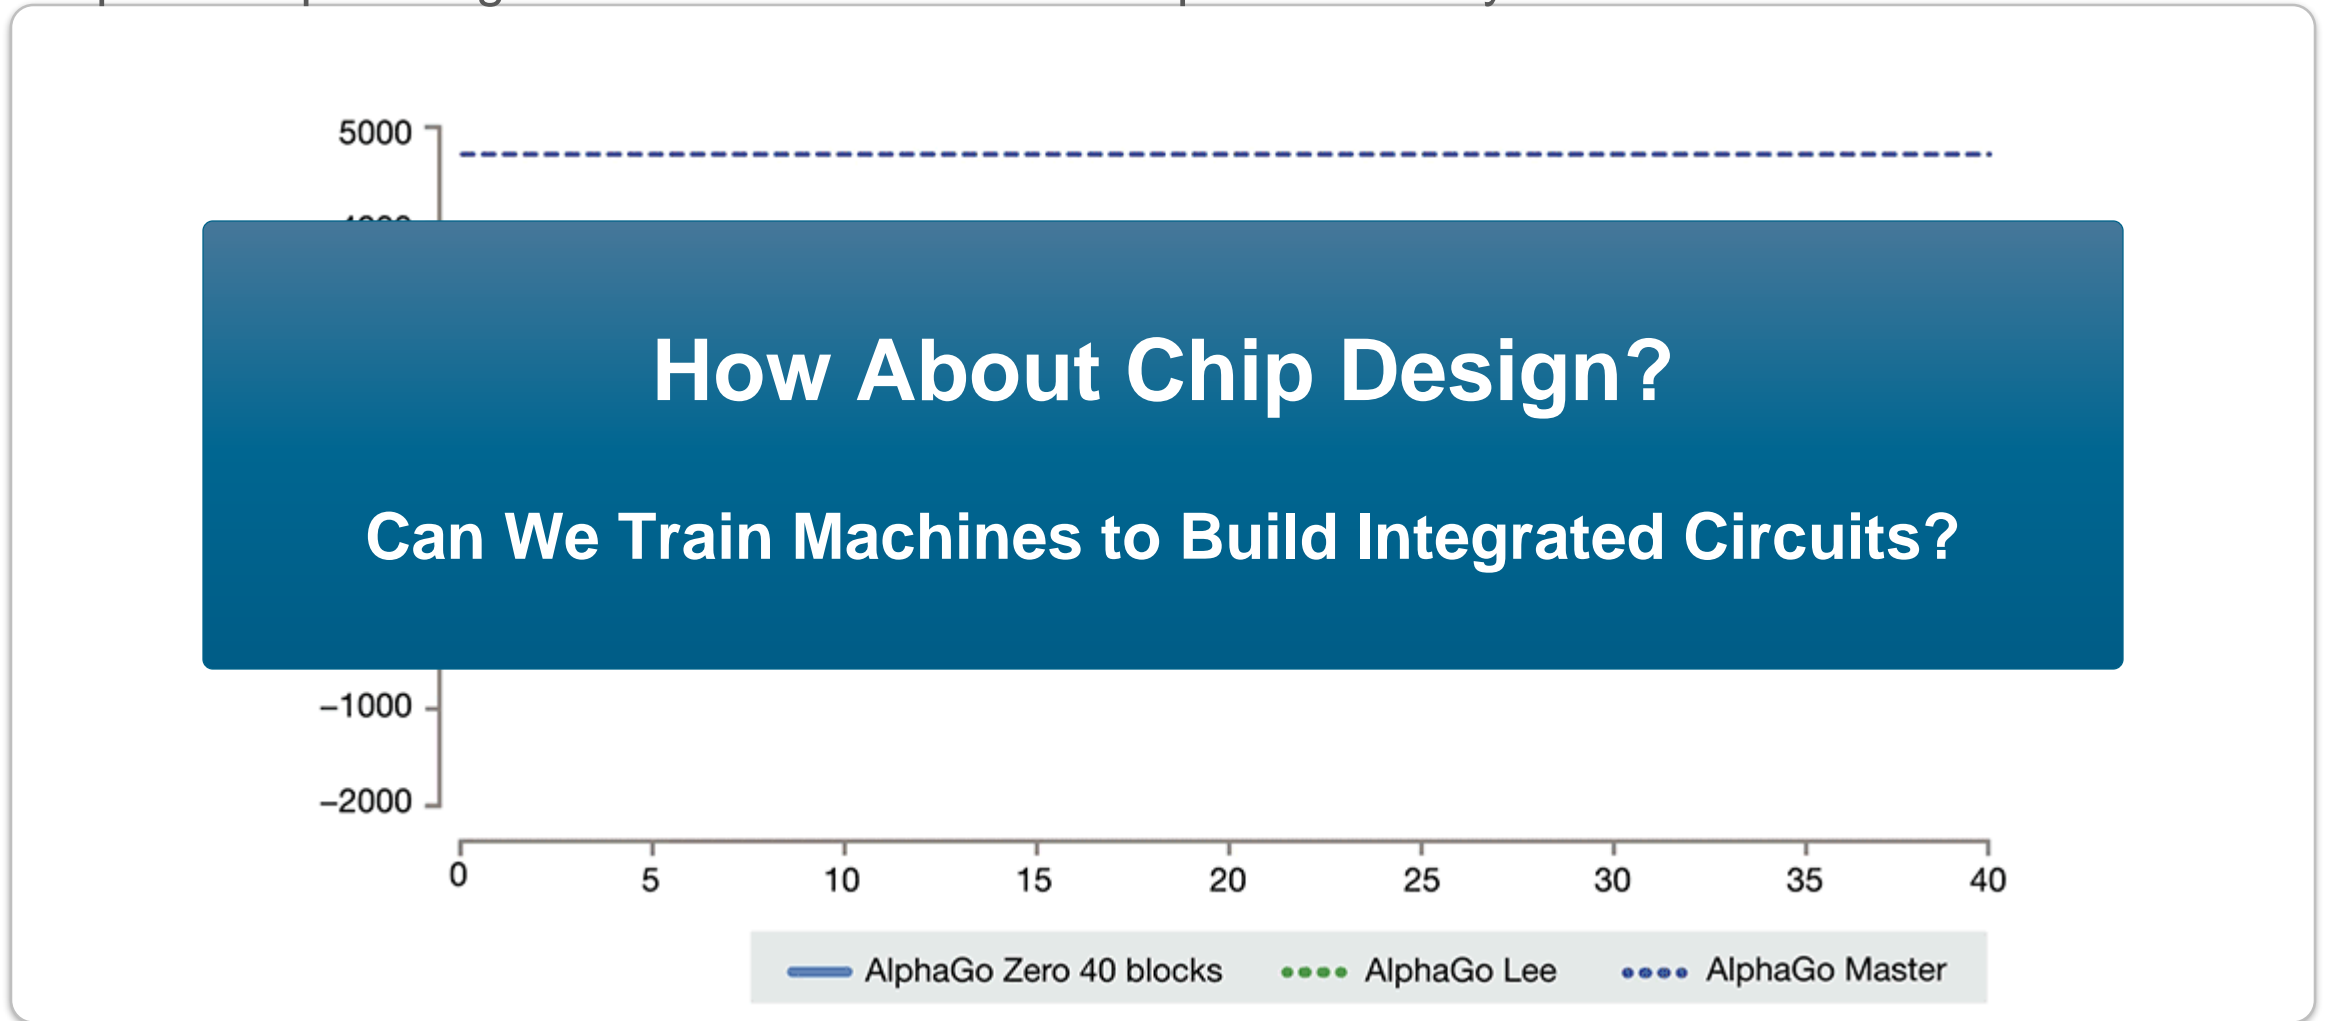 5000
How About Chip Design?
Can We Train Machines to Build Integrated Circuits?
−1000
−2000
0 5 10 15 20 25 30 35 40
AlphaGo Zero 40 blocks AlphaGo Lee AlphaGo Master